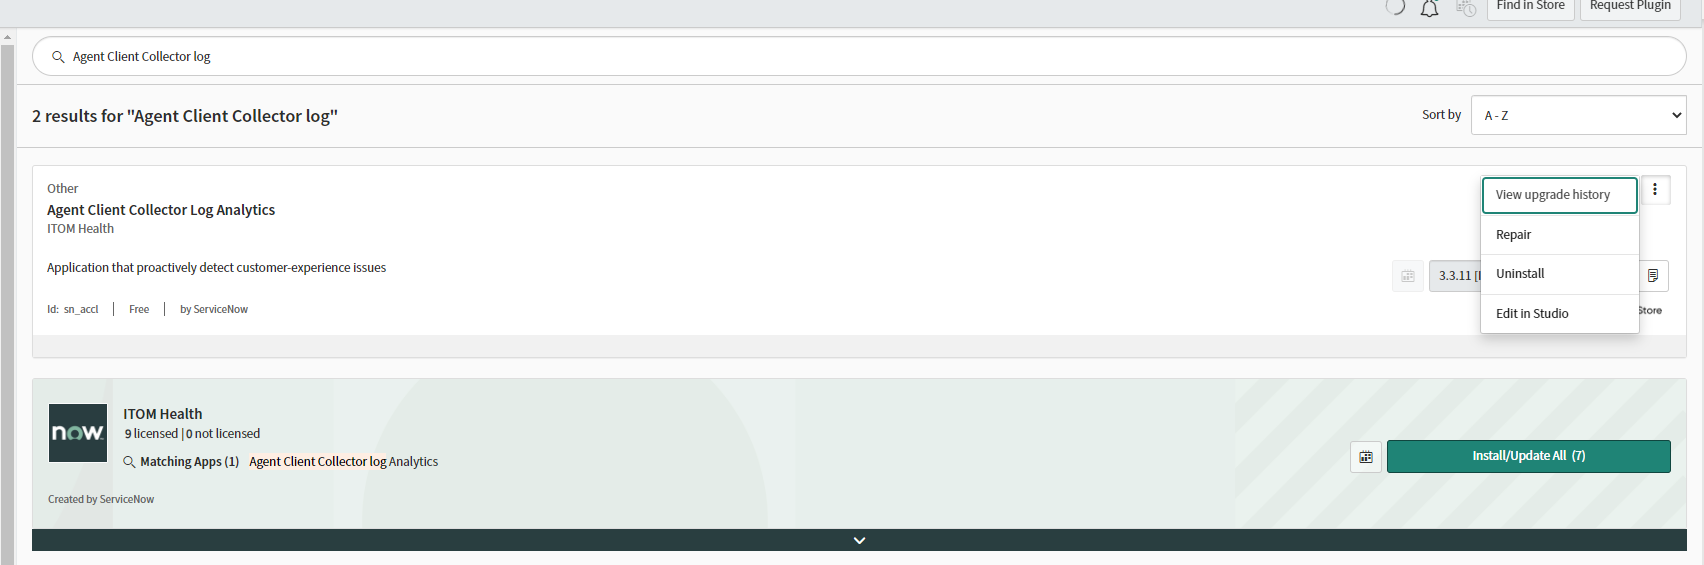 Find in Store
Request Plugin
Agent Client Collector log
2 results for "Agent Client Collector log"
Sort by
A - Z
Other
Agent Client Collector Log Analytics
ITOM Health
Application that proactively detect customer-experience issues
Id: sn_accl
Free
by ServiceNow
View upgrade history
Repair
Uninstall
Edit in Studio
3.3.11
Store
now.
ITOM Health
9 licensed | 0 not licensed
Matching Apps (1) Agent Client Collector log Analytics
Created by ServiceNow
Install/Update All (7)